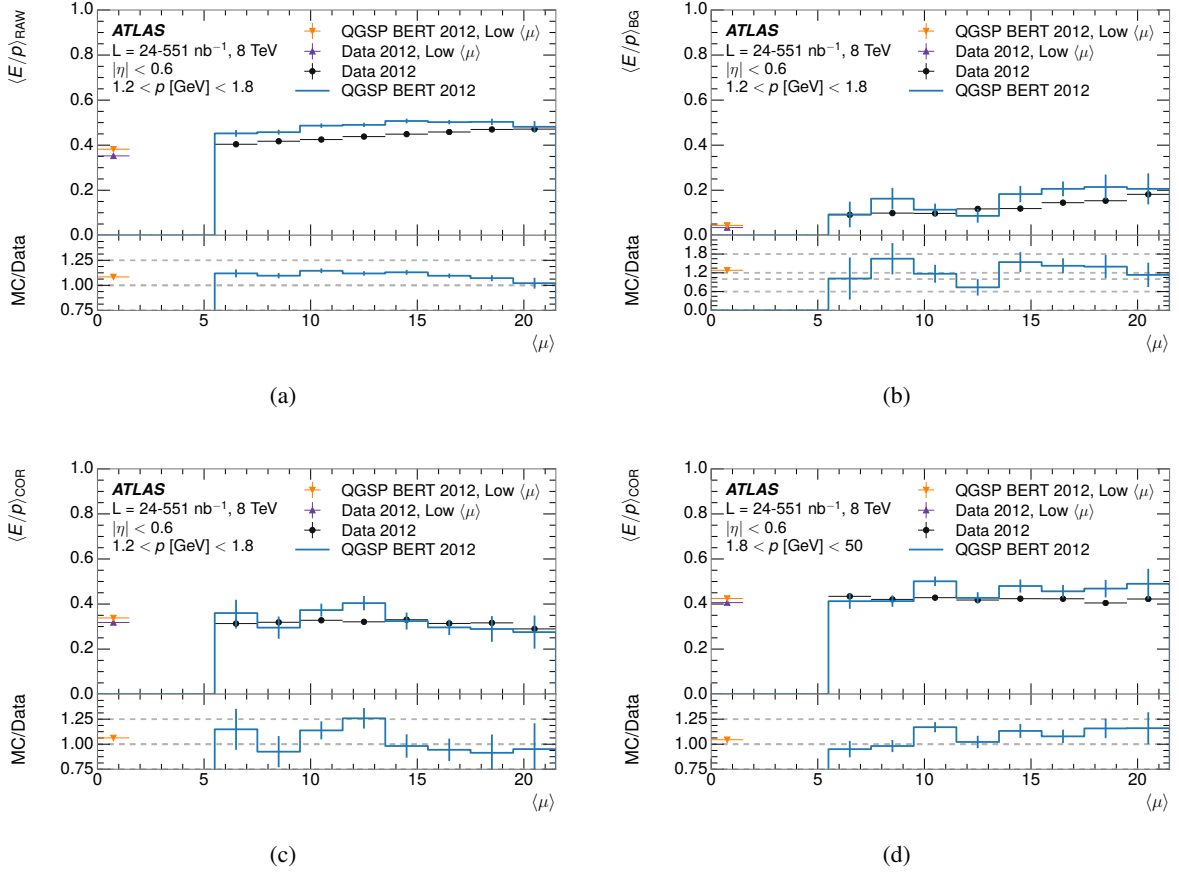 ⟨E/p⟩RAW
ATLAS
L = 24-551 nb⁻¹, 8 TeV
|η| < 0.6
1.2 < p [GeV] < 1.8
QGSP BERT 2012, Low ⟨μ⟩
Data 2012, Low ⟨μ⟩
Data 2012
QGSP BERT 2012
1.0
0.8
0.6
0.4
0.2
0.0
MC/Data
1.25
1.00
0.75
0 5 10 15 20
⟨μ⟩
(a)
⟨E/p⟩BG
ATLAS
L = 24-551 nb⁻¹, 8 TeV
|η| < 0.6
1.2 < p [GeV] < 1.8
QGSP BERT 2012, Low ⟨μ⟩
Data 2012, Low ⟨μ⟩
Data 2012
QGSP BERT 2012
1.0
0.8
0.6
0.4
0.2
0.0
MC/Data
1.8
1.2
0.6
0.0
0 5 10 15 20
⟨μ⟩
(b)
⟨E/p⟩COR
ATLAS
L = 24-551 nb⁻¹, 8 TeV
|η| < 0.6
1.2 < p [GeV] < 1.8
QGSP BERT 2012, Low ⟨μ⟩
Data 2012, Low ⟨μ⟩
Data 2012
QGSP BERT 2012
1.0
0.8
0.6
0.4
0.2
0.0
MC/Data
1.25
1.00
0.75
0 5 10 15 20
⟨μ⟩
(c)
⟨E/p⟩COR
ATLAS
L = 24-551 nb⁻¹, 8 TeV
|η| < 0.6
1.8 < p [GeV] < 50
QGSP BERT 2012, Low ⟨μ⟩
Data 2012, Low ⟨μ⟩
Data 2012
QGSP BERT 2012
1.0
0.8
0.6
0.4
0.2
0.0
MC/Data
1.25
1.00
0.75
0 5 10 15 20
⟨μ⟩
(d)